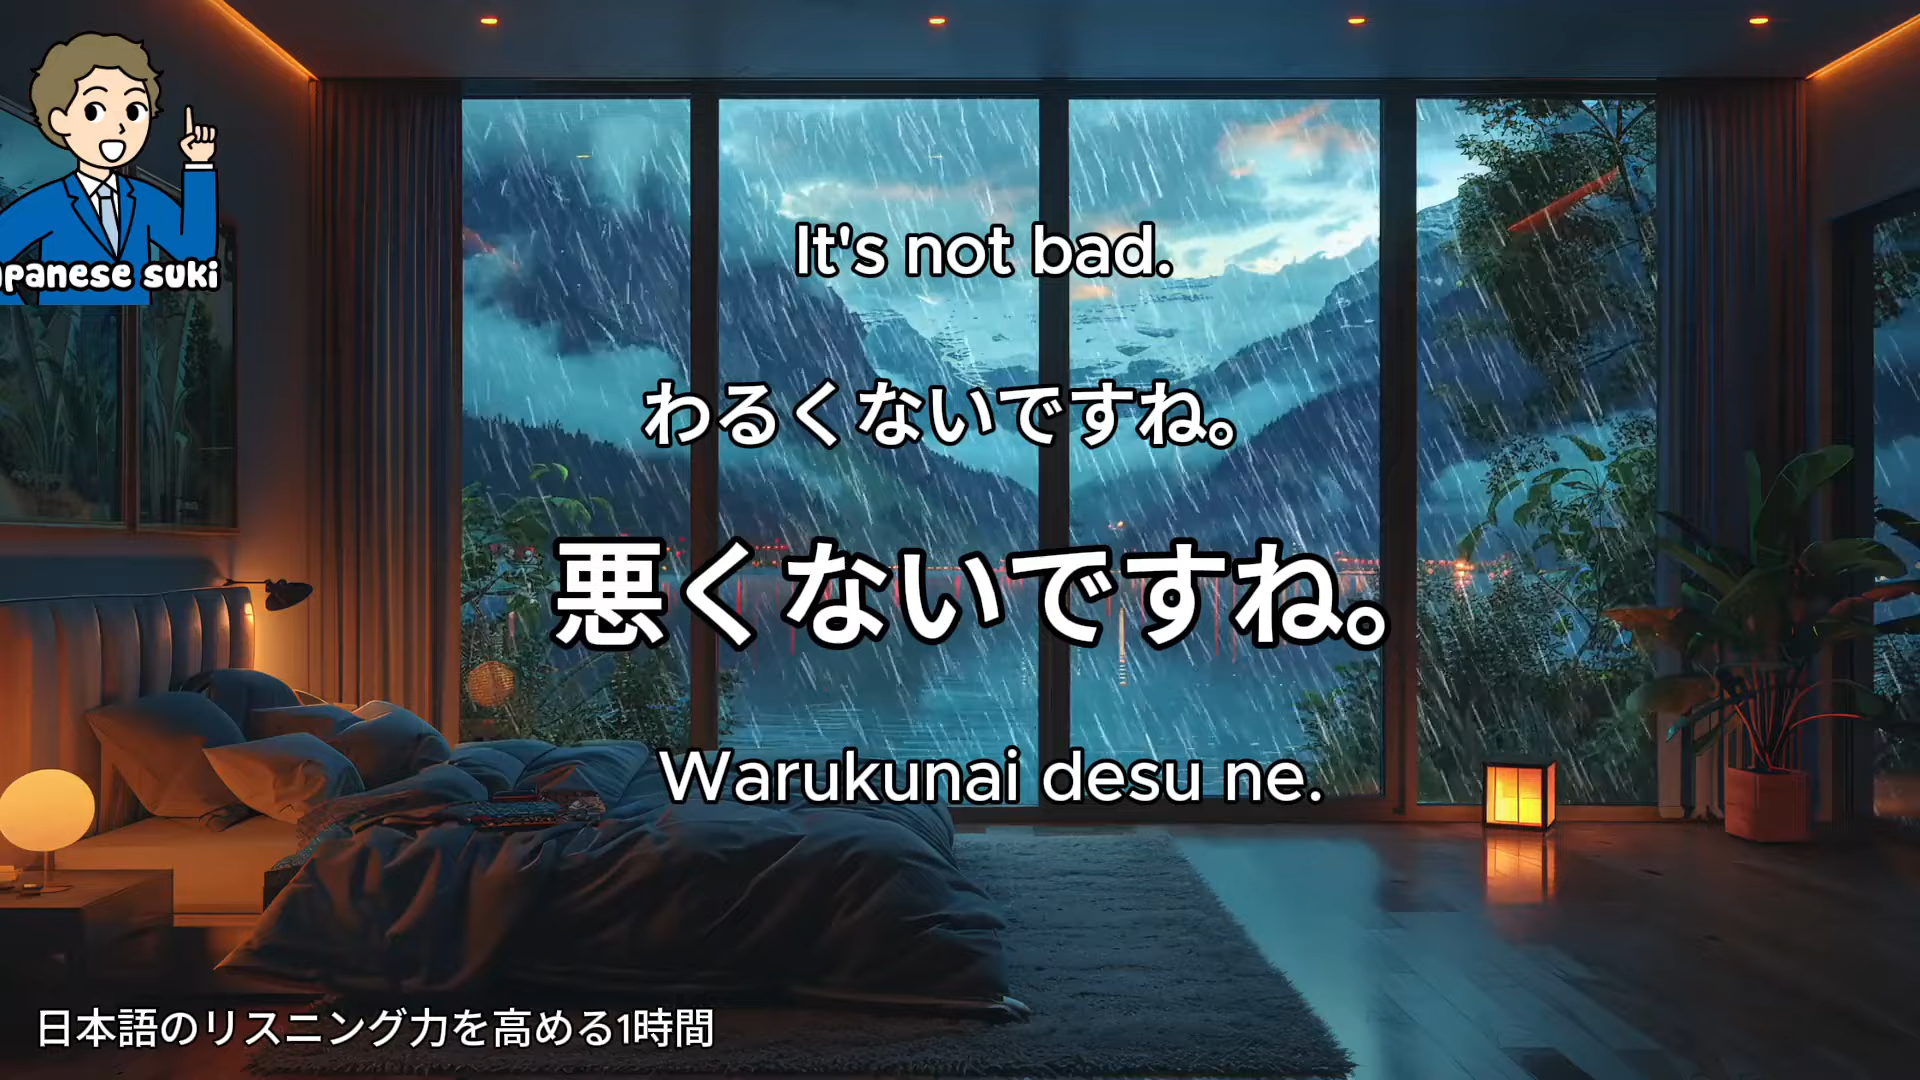 apanese suki
It's not bad.
わるくないですね。
悪くないですね。
Warukunai desu ne.
日本語のリスニング力を高める1時間